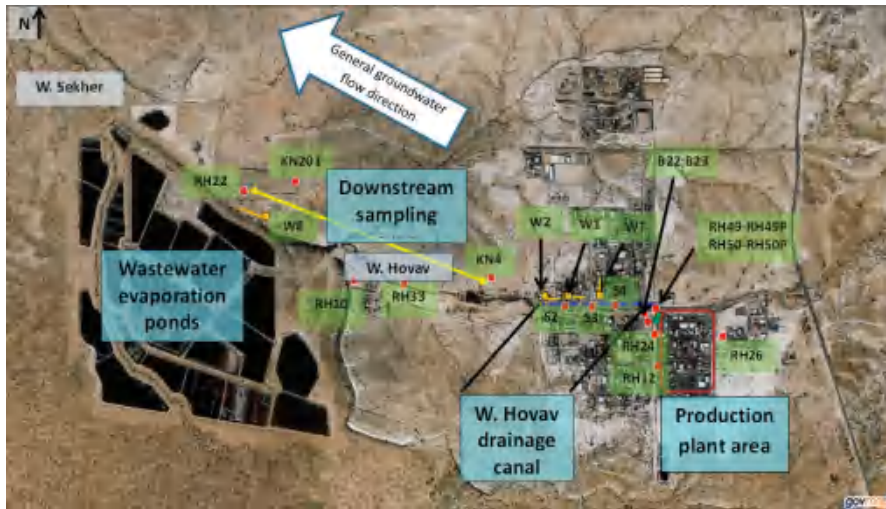 N
W. Sekher
General groundwater
flow direction
KN201
RH22
Downstream
sampling
W8
B22;B23
W2
W1
W7
RH49-RH49P
RH50-RH50P
KN4
W. Hovav
Wastewater
evaporation
ponds
RH10
RH33
S2
S3
S4
RH24
RH26
RH12
W. Hovav
drainage
canal
Production
plant area